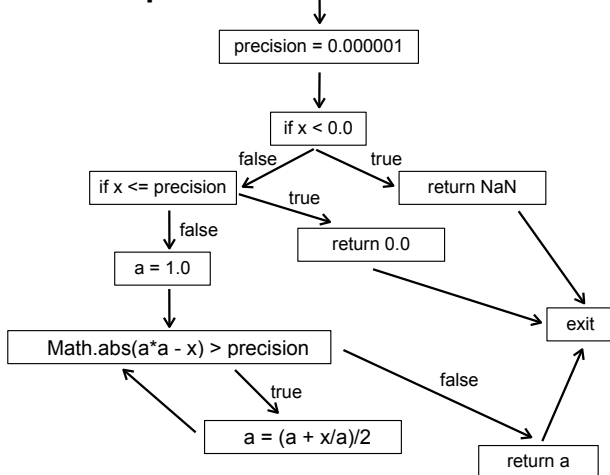 precision = 0.000001
if x < 0.0
false
true
if x <= precision
return NaN
true
false
return 0.0
a = 1.0
exit
Math.abs(a*a - x) > precision
false
true
a = (a + x/a)/2
return a